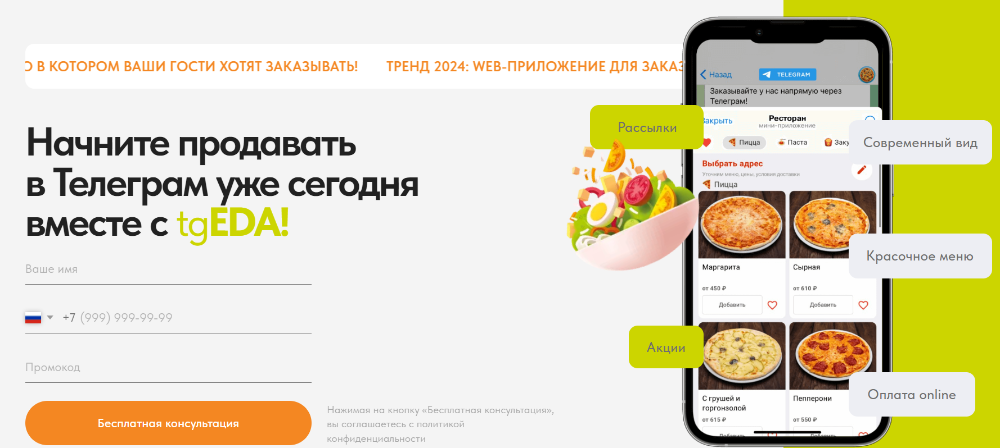 В КОТОРОМ ВАШИ ГОСТИ ХОТЯТ ЗАКАЗЫВАТЬ!
ТРЕНД 2024: WEB-ПРИЛОЖЕНИЕ ДЛЯ
Начните продавать
в Телеграм уже сегодня
вместе с tgEDA!
Ваше имя
+7 (999) 999-99-99
Промокод
Бесплатная консультация
Нажимая на кнопку «Бесплатная консультация»,
вы соглашаетесь с политикой
конфиденциальности
Рассылки
Акции
Современный вид
Красочное меню
Оплата online
Назад
TELEGRAM
Заказывайте у нас напрямую через
Телеграм!
Закрыть
Ресторан
мини-приложение
Пицца
Паста
Выбрать адрес
Уточним меню, цены, условия доставки
Пицца
Маргарита
от 450 ₽
Добавить
Сырная
от 610 ₽
Добавить
С грушей и
горгонзолой
от 615 ₽
Добавить
Пепперони
от 550 ₽
Добавить